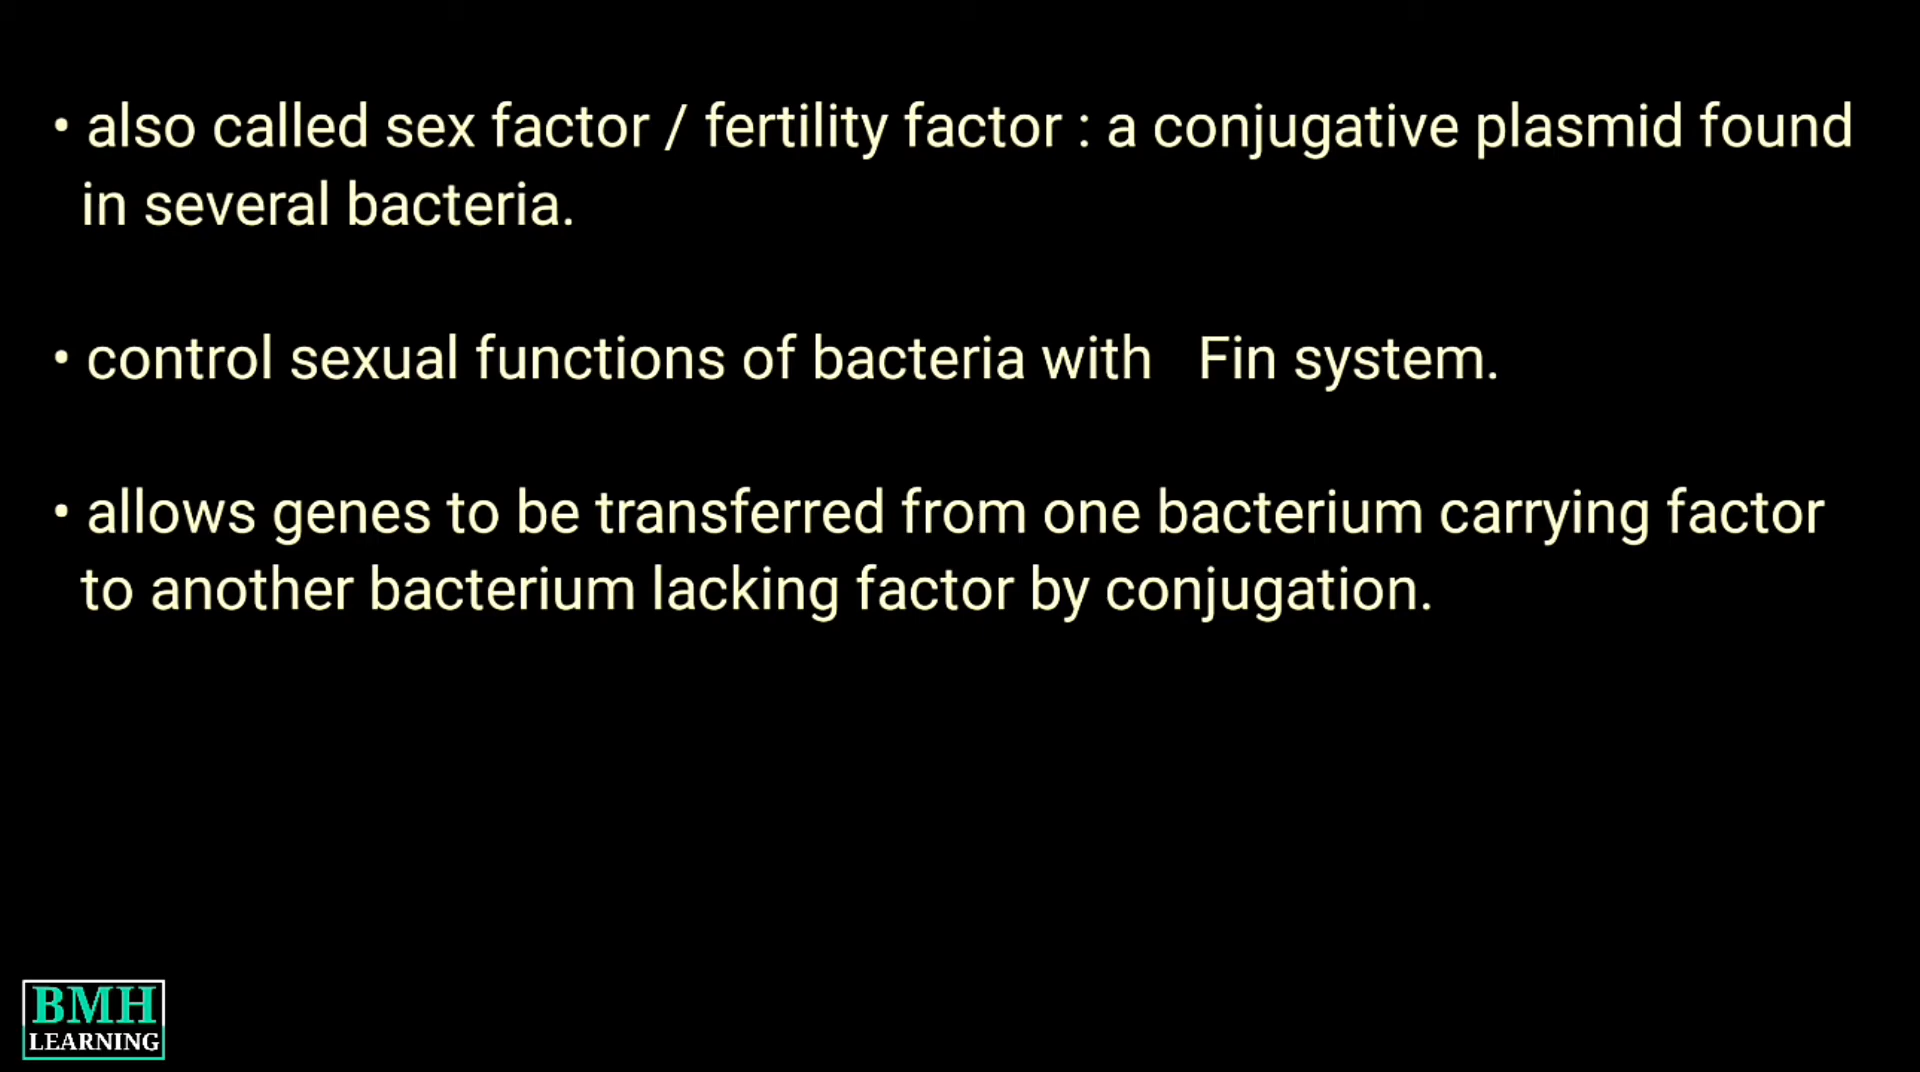 • also called sex factor / fertility factor : a conjugative plasmid found
in several bacteria.
• control sexual functions of bacteria with Fin system.
• allows genes to be transferred from one bacterium carrying factor
to another bacterium lacking factor by conjugation.
BMH
LEARNING